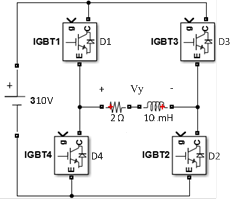 g C
IGBT1 D1
E
g C
IGBT3 D3
E
+
310V
+ Vy -
2 Ω 10 mH
g C
IGBT4 D4
E
g C
IGBT2 D2
E